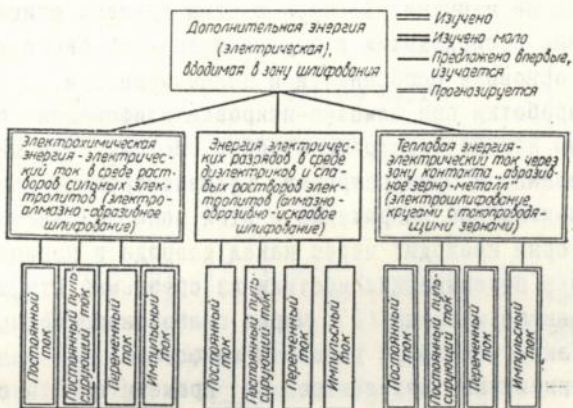 Дополнительная энергия
(электрическая),
вводимая в зону шлифования
Изучено
Изучено мало
Предложено впервые,
изучается
Прогнозируется
Электрохимическая
энергия - электричес-
кий ток в среде раст-
воров сильных элек-
тролитов (электро-
алмазно-абразивное
шлифование)
Энергия электричес-
ких разрядов в среде
диэлектриков и сла-
бых растворов элек-
тролитов (алмазно-
абразивно-искровое
шлифование)
Тепловая энергия-
электрический ток через
зону контакта „абразив-
ное зерно-металл"
(электрошлифование
кругами с токопроводя-
щими зернами)
Постоянный
ток
Постоянный пуль-
сирующий ток
Переменный
ток
Импульсный
ток
Постоянный
ток
Постоянный пуль-
сирующий ток
Переменный
ток
Импульсный
ток
Постоянный
ток
Постоянный пуль-
сирующий ток
Переменный
ток
Импульсный
ток